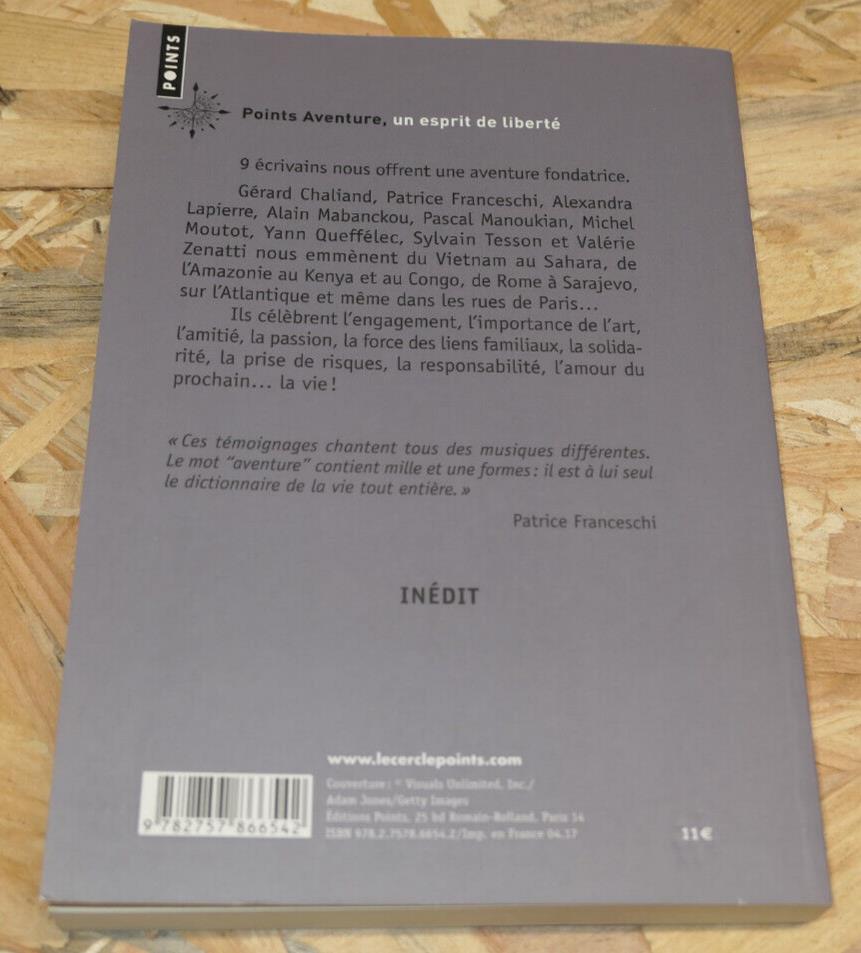 POINTS
Points Aventure, un esprit de liberté
9 écrivains nous offrent une aventure fondatrice.
Gérard Chaliand, Patrice Franceschi, Alexandra
Lapierre, Alain Mabanckou, Pascal Manoukian, Michel
Moutot, Yann Queffélec, Sylvain Tesson et Valérie
Zenatti nous emmènent du Vietnam au Sahara, de
l'Amazonie au Kenya et au Congo, de Rome à Sarajevo,
sur l'Atlantique et même dans les rues de Paris...
Ils célèbrent l'engagement, l'importance de l'art,
l'amitié, la passion, la force des liens familiaux, la solida-
rité, la prise de risques, la responsabilité, l'amour du
prochain... la vie !
« Ces témoignages chantent tous des musiques différentes.
Le mot "aventure" contient mille et une formes : il est à lui seul
le dictionnaire de la vie tout entière. »
Patrice Franceschi
INÉDIT
www.lecerclepoints.com
Couverture : © Visuals Unlimited, Inc./
Adam Jones/Getty Images
Éditions Points, 25 bd Romain-Rolland, Paris 14
ISBN 978.2.7578.6654.2/Imp. en France 04.17
9 782757 866542
11€